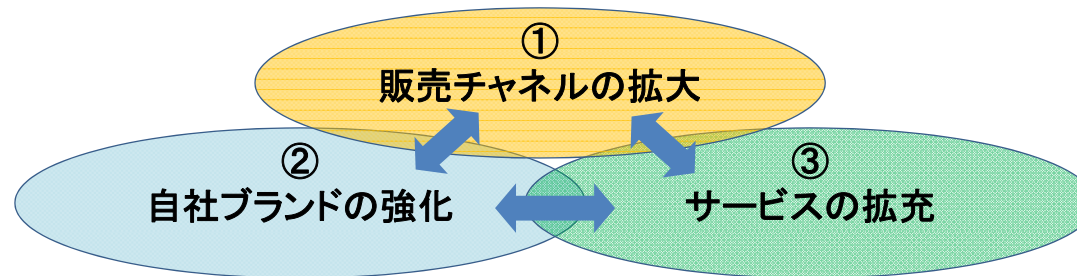 ①
販売チャネルの拡大
②
自社ブランドの強化
③
サービスの拡充